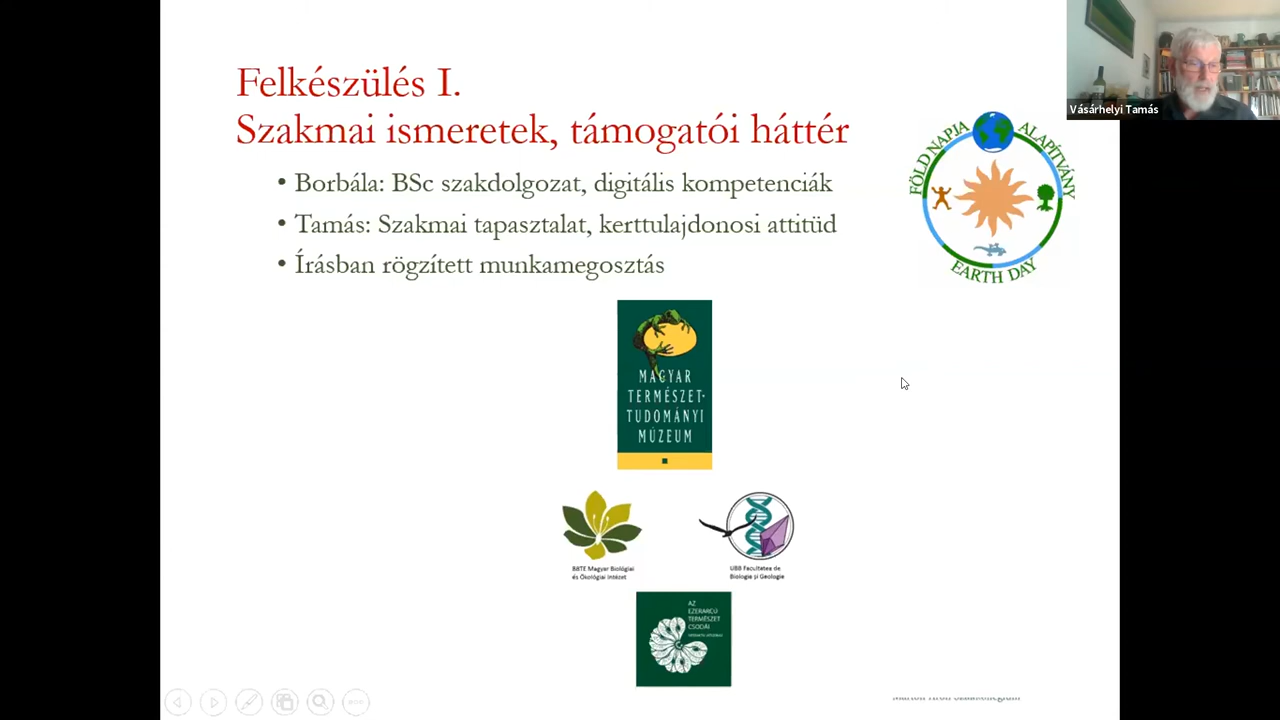 Felkészülés I.
Szakmai ismeretek, támogatói háttér
• Borbála: BSc szakdolgozat, digitális kompetenciák
• Tamás: Szakmai tapasztalat, kerttulajdonosi attitüd
• Írásban rögzített munkamegosztás
Vásárhelyi Tamás
FÖLD NAPJA ALAPÍTVÁNY
EARTH DAY
MAGYAR
TERMÉSZET-
TUDOMÁNYI
MÚZEUM
BBTE Magyar Biológiai
és Ökológiai Intézet
UBB Facultatea de
Biologie și Geologie
AZ
EZERARCÚ
TERMÉSZET
CSODÁI